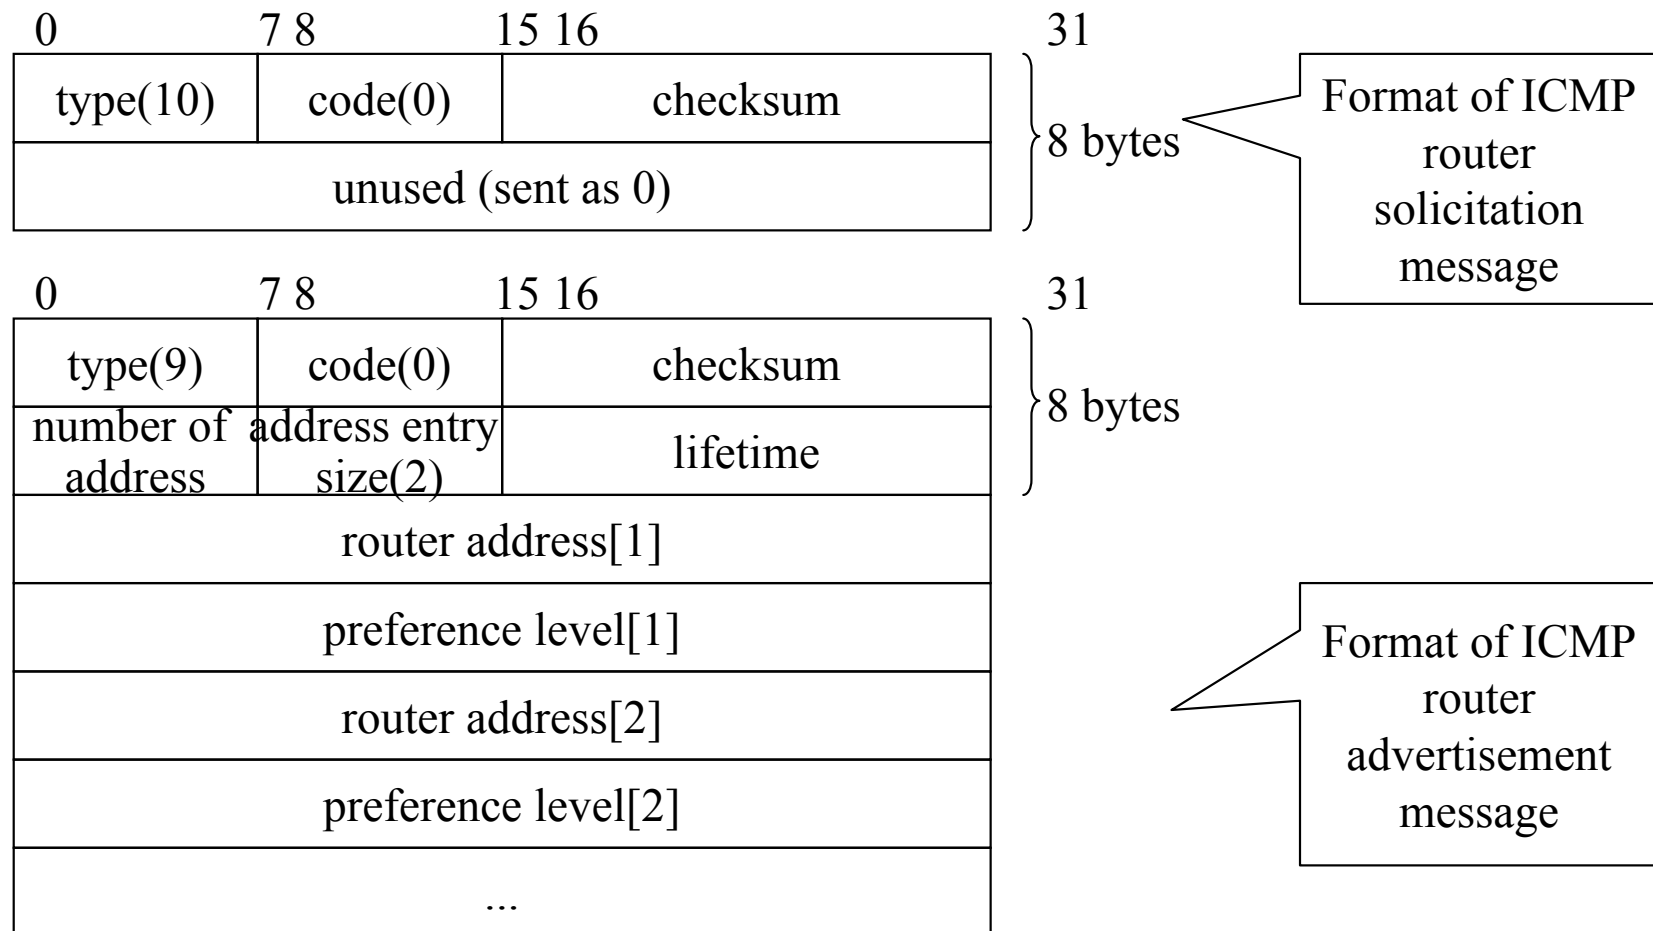 0 7 8 15 16 31
type(10) code(0) checksum
unused (sent as 0)
8 bytes
Format of ICMP
router
solicitation
message
0 7 8 15 16 31
type(9) code(0) checksum
number of
address
address entry
size(2)
lifetime
8 bytes
router address[1]
preference level[1]
router address[2]
preference level[2]
...
Format of ICMP
router
advertisement
message